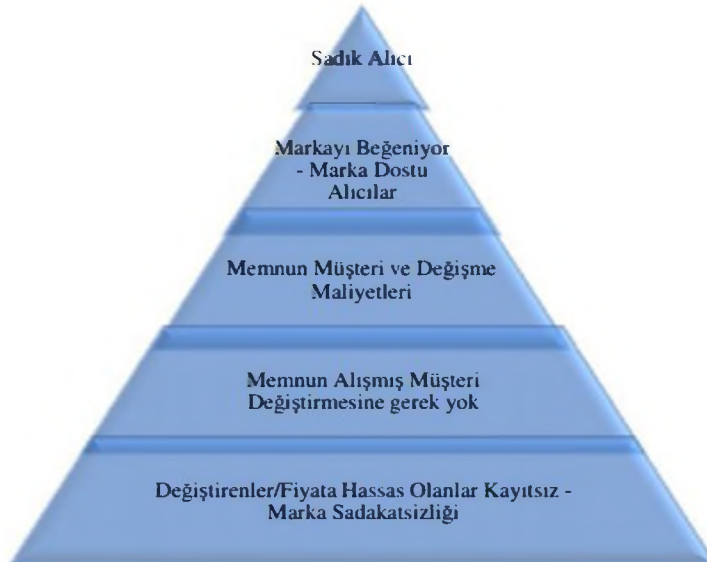 Sadık Alıcı
Markayı Beğeniyor
- Marka Dostu
Alıcılar
Memnun Müşteri ve Değişme
Maliyetleri
Memnun Alışmış Müşteri
Değiştirmesine gerek yok
Değiştirenler/Fiyata Hassas Olanlar Kayıtsız -
Marka Sadakatsizliği